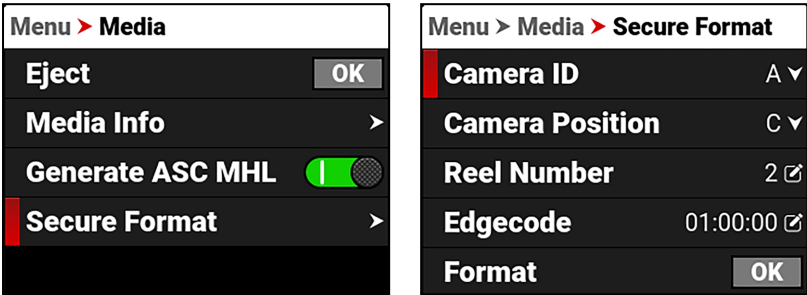 Menu > Media
Eject OK
Media Info >
Generate ASC MHL
Secure Format >
Menu > Media > Secure Format
Camera ID A
Camera Position C
Reel Number 2
Edgecode 01:00:00
Format OK